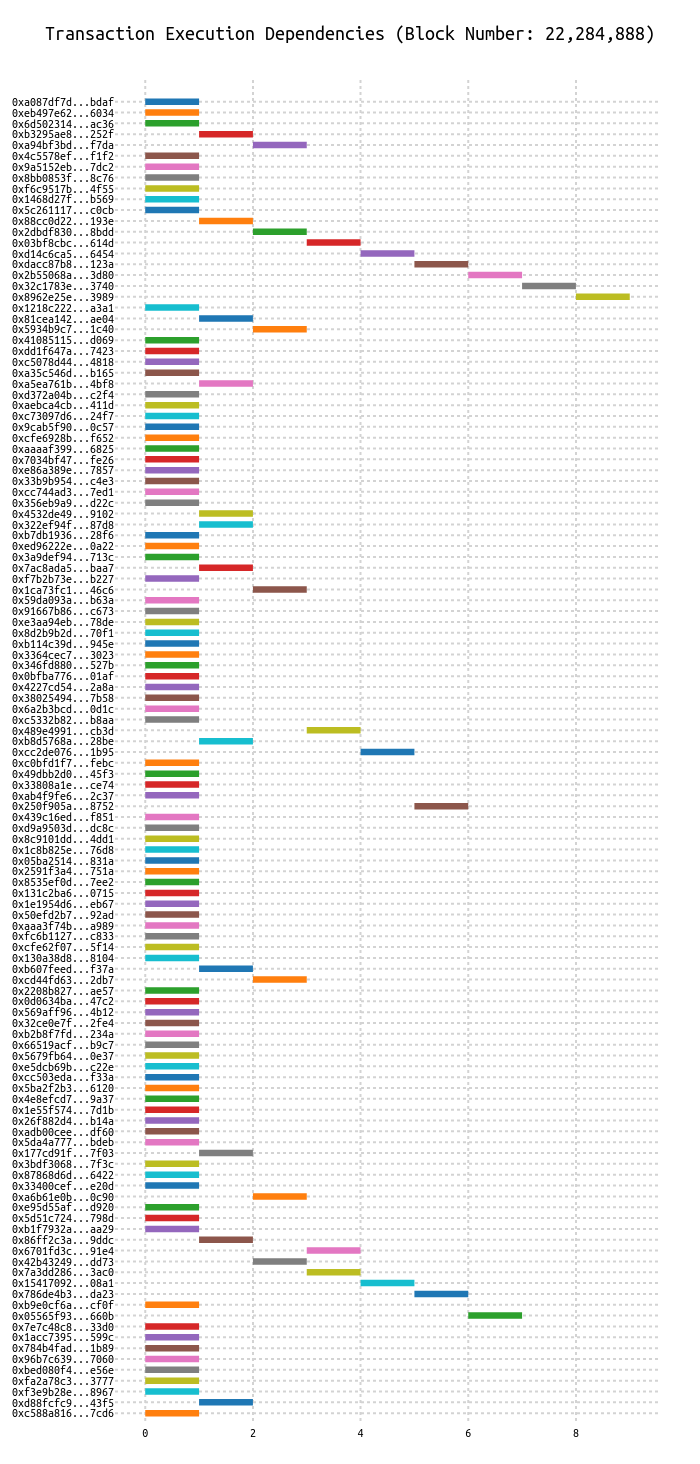 Transaction Execution Dependencies (Block Number: 22,284,888)
0xa087df7d...bdaf
0xeb497e62...6034
0x6d502314...ac36
0xb3295ae8...252f
0xa94bf3bd...f7da
0x4c5578ef...f1f2
0x9a5152eb...7dc2
0x8bb0853f...8c76
0xf6c9517b...4f55
0x1468d27f...b569
0x5c261117...c0cb
0x88cc0d22...193e
0x2dbdf830...8bdd
0x03bf8cbc...614d
0xd14c6ca5...6454
0xdacc87b8...123a
0x2b55068a...3d80
0x32c1783e...3740
0x8962e25e...3989
0x1218c222...a3a1
0x81cea142...ae04
0x5934b9c7...1c40
0x41085115...d069
0xdd1f647a...7423
0xc5078d44...4818
0xa35c546d...b165
0xa5ea761b...4bf8
0xd372a04b...c2f4
0xaebca4cb...411d
0xc73097d6...24f7
0x9cab5f90...0c57
0xcfe6928b...f652
0xaaaaf399...6825
0x7034bf47...fe26
0xe86a389e...7857
0x33b9b954...c4e3
0xcc744ad3...7ed1
0x356eb9a9...d22c
0x4532de49...9102
0x322ef94f...87d8
0xb7db1936...28f6
0xed96222e...0a22
0x3a9def94...713c
0x7ac8ada5...baa7
0xf7b2b73e...b227
0x1ca73fc1...46c6
0x59da093a...b63a
0x91667b86...c673
0xe3aa94eb...78de
0x8d2b9b2d...70f1
0xb114c39d...945e
0x3364cec7...3023
0x346fd880...527b
0x0bfba776...01af
0x4227cd54...2a8a
0x38025494...7b58
0x6a2b3bcd...0d1c
0xc5332b82...b8aa
0x489e4991...cb3d
0xb8d5768a...28be
0xcc2de076...1b95
0xc0bfd1f7...febc
0x49dbb2d0...45f3
0x33808a1e...ce74
0xab4f9fe6...2c37
0x250f905a...8752
0x439c16ed...f851
0xd9a9503d...dc8c
0x8c9101dd...4dd1
0x1c8b825e...76d8
0x05ba2514...831a
0x2591f3a4...751a
0x8535ef0d...7ee2
0x131c2ba6...0715
0x1e1954d6...eb67
0x50efd2b7...92ad
0xaaa3f74b...a989
0xfc6b1127...c833
0xcfe62f07...5f14
0x130a38d8...8104
0xb607feed...f37a
0xcd44fd63...2db7
0x2208b827...ae57
0x0d0634ba...47c2
0x569aff96...4b12
0x32ce0e7f...2fe4
0xb2b8f7fd...234a
0x66519acf...b9c7
0x5679fb64...0e37
0xe5dcb69b...c22e
0xcc503eda...f33a
0x5ba2f2b3...6120
0x4e8efcd7...9a37
0x1e55f574...7d1b
0x26f882d4...b14a
0xadb00cee...df60
0x5da4a777...bdeb
0x177cd91f...7f03
0x3bdf3068...7f3c
0x87868d6d...6422
0x33400cef...e20d
0xa6b61e0b...0c90
0xe95d55af...d920
0x5d51c724...798d
0xb1f7932a...aa29
0x86ff2c3a...9ddc
0x6701fd3c...91e4
0x42b43249...dd73
0x7a3dd286...3ac0
0x15417092...08a1
0x786de4b3...da23
0xb9e0cf6a...cf0f
0x05565f93...660b
0x7e7c48c8...33d0
0x1acc7395...599c
0x784b4fad...1b89
0x96b7c639...7060
0xbed080f4...e56e
0xfa2a78c3...3777
0xf3e9b28e...8967
0xd88fcfc9...43f5
0xc588a816...7cd6
0 2 4 6 8